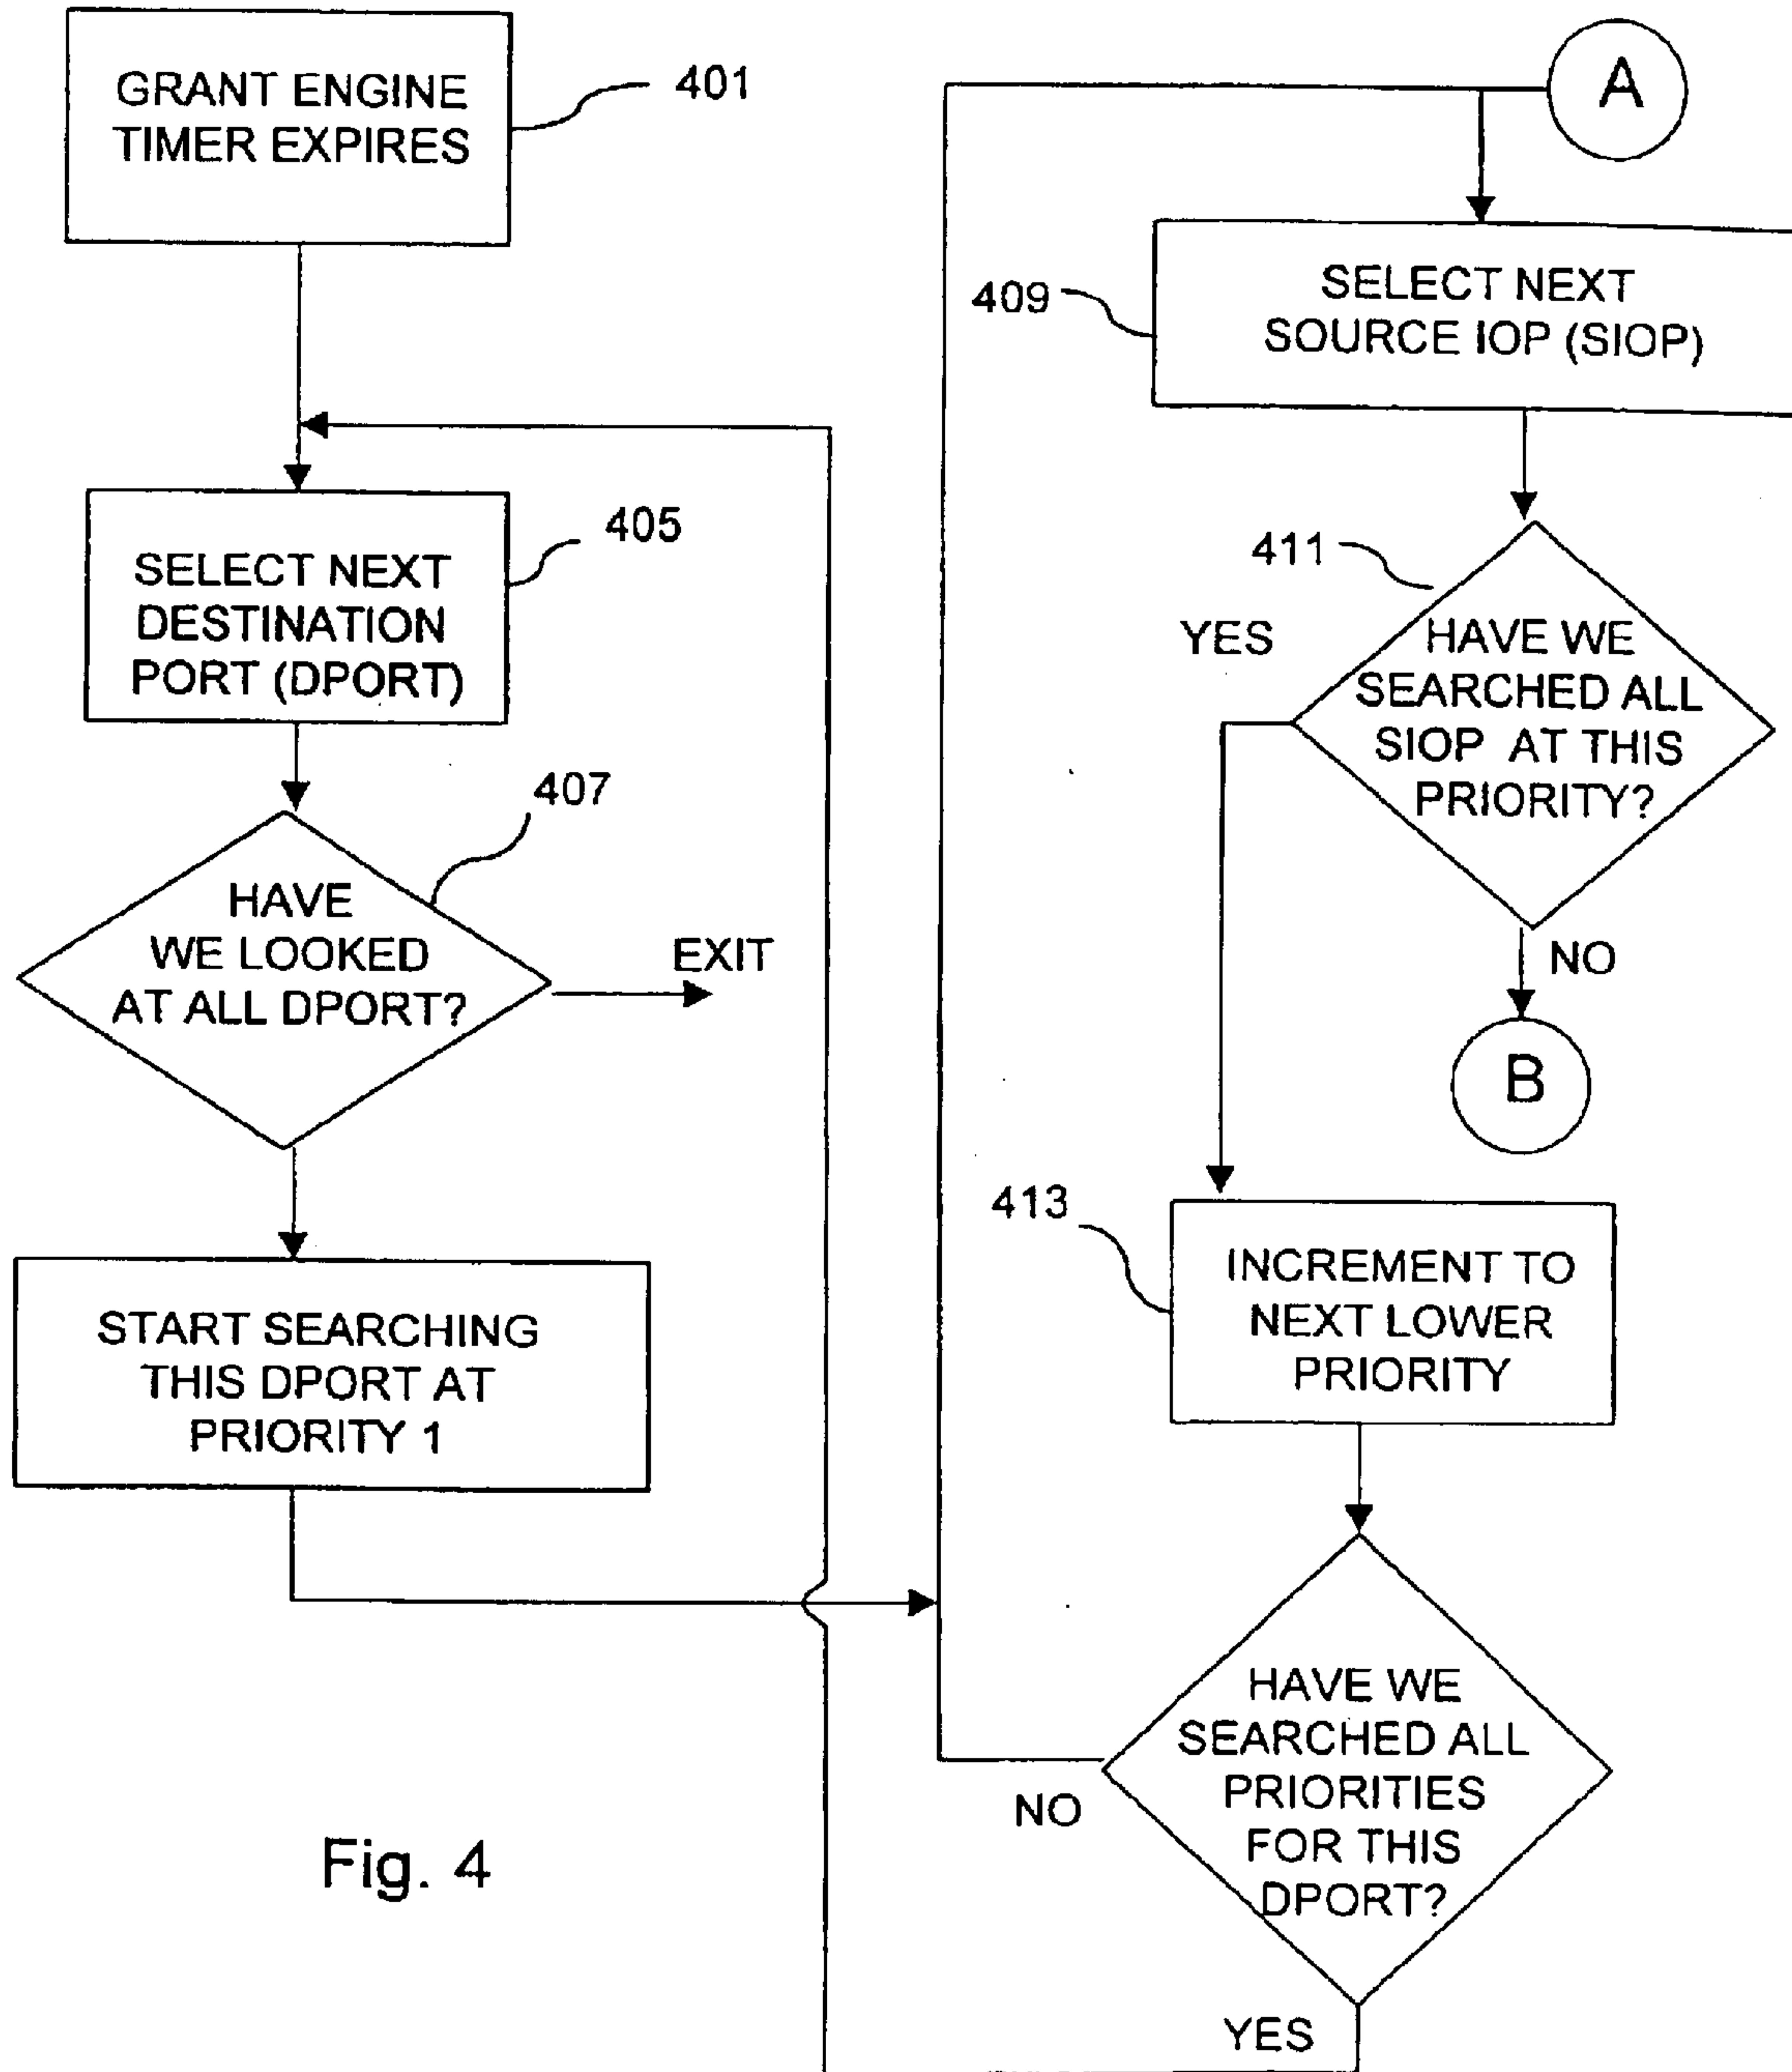 GRANT ENGINE
TIMER EXPIRES
401
SELECT NEXT
DESTINATION
PORT (DPORT)
405
407
HAVE
WE LOOKED
AT ALL DPORT?
EXIT
START SEARCHING
THIS DPORT AT
PRIORITY 1
Fig. 4
A
409
SELECT NEXT
SOURCE IOP (SIOP)
411
YES
HAVE WE
SEARCHED ALL
SIOP AT THIS
PRIORITY?
NO
B
413
INCREMENT TO
NEXT LOWER
PRIORITY
HAVE WE
SEARCHED ALL
PRIORITIES
FOR THIS
DPORT?
NO
YES